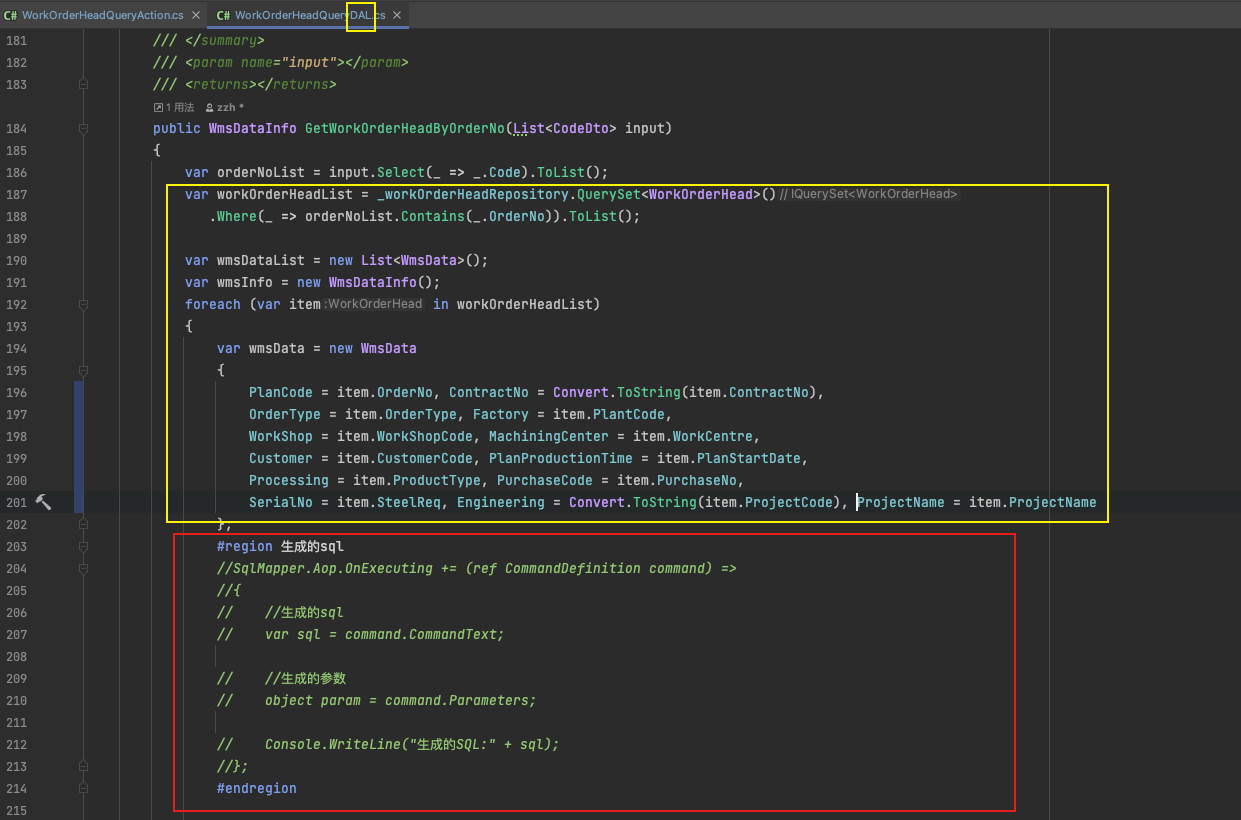 C# WorkOrderHeadQueryAction.cs × C# WorkOrderHeadQueryDAL.cs ×
181 /// </summary>
182 /// <param name="input"></param>
183 /// <returns></returns>
1 用法 zzh *
184 public WmsDataInfo GetWorkOrderHeadByOrderNo(List<CodeDto> input)
185 {
186 var orderNoList = input.Select(_ => _.Code).ToList();
187 var workOrderHeadList = _workOrderHeadRepository.QuerySet<WorkOrderHead>() // IQuerySet<WorkOrderHead>
188 .Where(_ => orderNoList.Contains(_.OrderNo)).ToList();
189
190 var wmsDataList = new List<WmsData>();
191 var wmsInfo = new WmsDataInfo();
192 foreach (var item :WorkOrderHead in workOrderHeadList)
193 {
194 var wmsData = new WmsData
195 {
196 PlanCode = item.OrderNo, ContractNo = Convert.ToString(item.ContractNo),
197 OrderType = item.OrderType, Factory = item.PlantCode,
198 WorkShop = item.WorkShopCode, MachiningCenter = item.WorkCentre,
199 Customer = item.CustomerCode, PlanProductionTime = item.PlanStartDate,
200 Processing = item.ProductType, PurchaseCode = item.PurchaseNo,
201 SerialNo = item.SteelReq, Engineering = Convert.ToString(item.ProjectCode), ProjectName = item.ProjectName
202 };
203 #region 生成的sql
204 //SqlMapper.Aop.OnExecuting += (ref CommandDefinition command) =>
205 //{
206 // //生成的sql
207 // var sql = command.CommandText;
208
209 // //生成的参数
210 // object param = command.Parameters;
211
212 // Console.WriteLine("生成的SQL:" + sql);
213 //};
214 #endregion
215